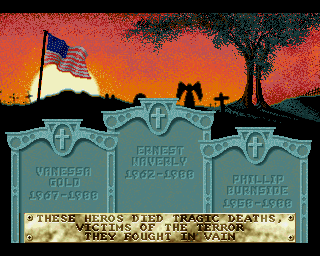 VANESSA
GOLD
1967-1988
ERNEST
WAVERLY
1962-1988
PHILLIP
BURNSIDE
1958-1988
THESE HEROS DIED TRAGIC DEATHS,
VICTIMS OF THE TERROR
THEY FOUGHT IN VAIN